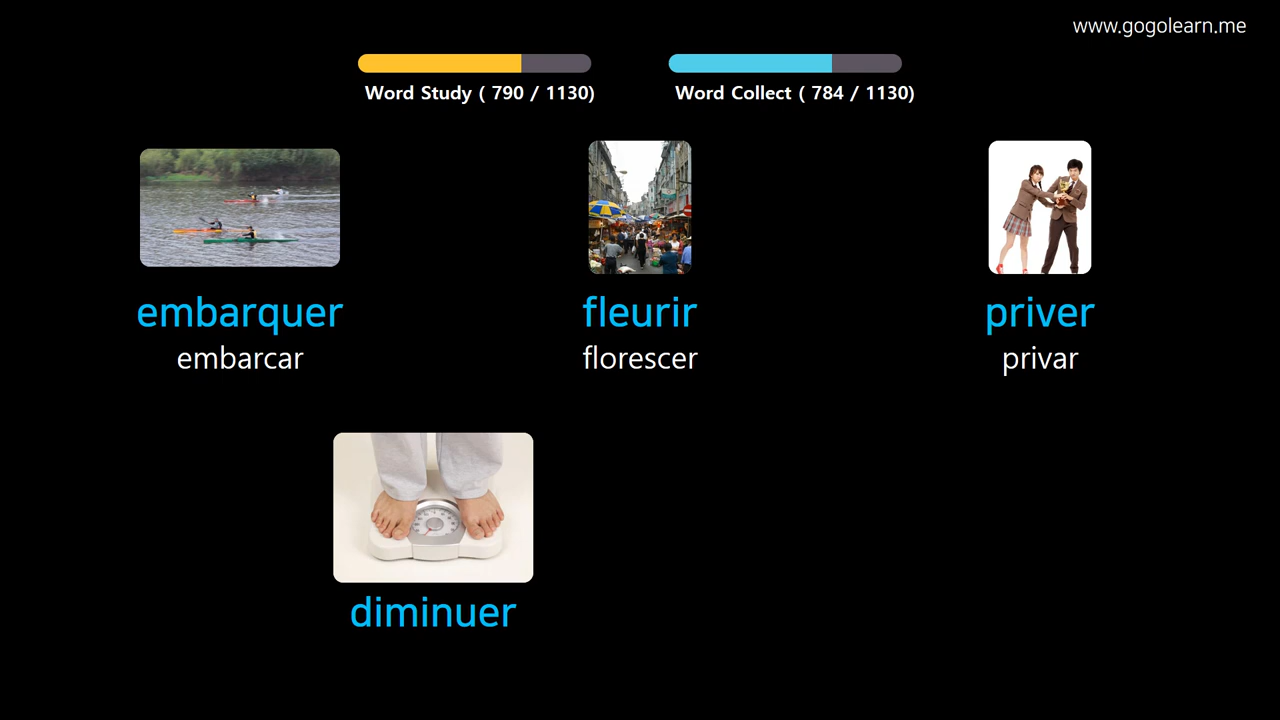 www.gogolearn.me
Word Study ( 790 / 1130)
Word Collect ( 784 / 1130)
embarquer
embarcar
fleurir
florescer
priver
privar
diminuer